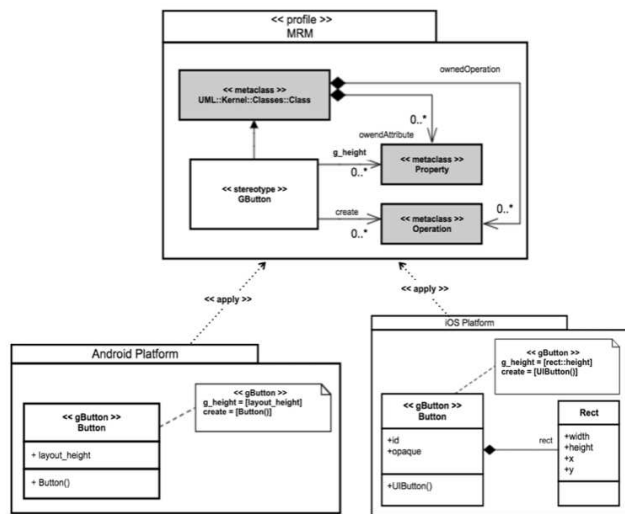 << profile >>
MRM
ownedOperation
<< metaclass >>
UML::Kernel::Classes::Class
0..*
owendAttribute
g_height
<< metaclass >>
Property
0..*
<< stereotype >>
GButton
create
<< metaclass >>
Operation
0..*
0..*
<< apply >>
<< apply >>
Android Platform
<< gButton >>
g_height = [layout_height]
create = [Button()]
<< gButton >>
Button
+ layout_height
+ Button()
iOS Platform
<< gButton >>
g_height = [rect::height]
create = [UIButton()]
<< gButton >>
Button
+id
+opaque
+UIButton()
rect
Rect
+width
+height
+x
+y